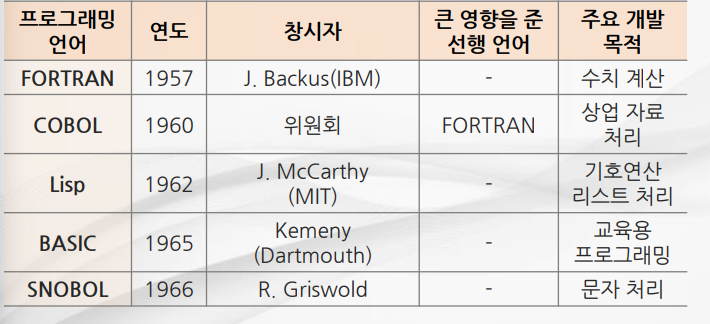 프로그래밍 언어 연도 창시자 큰 영향을 준 선행 언어 주요 개발 목적
FORTRAN 1957 J. Backus(IBM) - 수치 계산
COBOL 1960 위원회 FORTRAN 상업 자료 처리
Lisp 1962 J. McCarthy (MIT) - 기호연산 리스트 처리
BASIC 1965 Kemeny (Dartmouth) - 교육용 프로그래밍
SNOBOL 1966 R. Griswold - 문자 처리